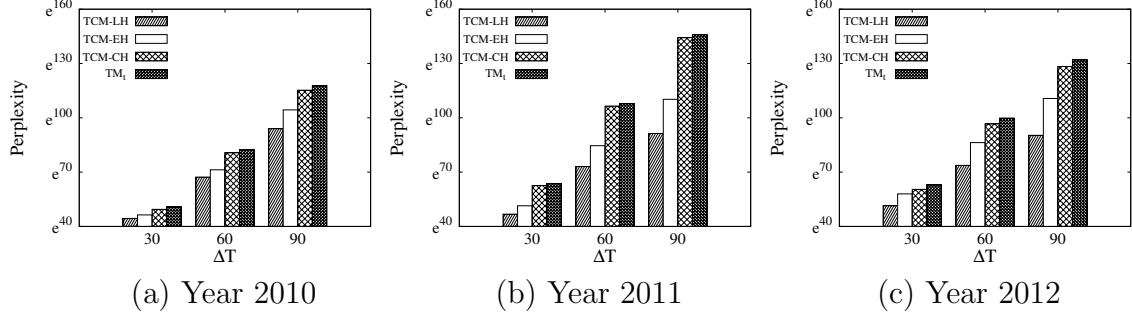 Perplexity
e^160
e^130
e^100
e^70
e^40
TCM-LH
TCM-EH
TCM-CH
TM_t
30 60 90
ΔT
(a) Year 2010
Perplexity
e^160
e^130
e^100
e^70
e^40
TCM-LH
TCM-EH
TCM-CH
TM_t
30 60 90
ΔT
(b) Year 2011
Perplexity
e^160
e^130
e^100
e^70
e^40
TCM-LH
TCM-EH
TCM-CH
TM_t
30 60 90
ΔT
(c) Year 2012